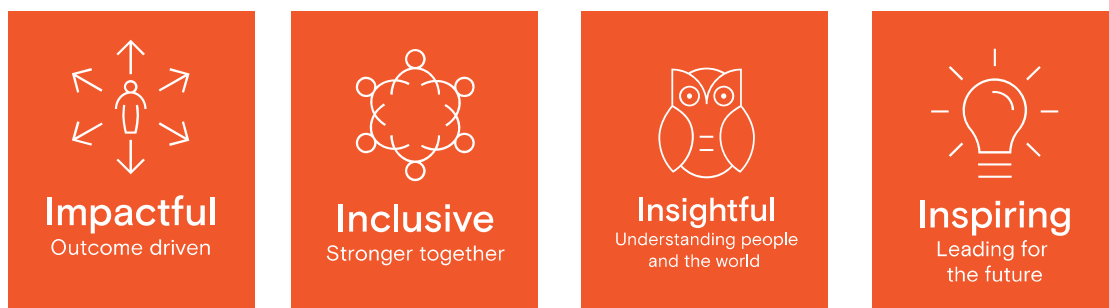 Impactful
Outcome driven
Inclusive
Stronger together
Insightful
Understanding people
and the world
Inspiring
Leading for
the future